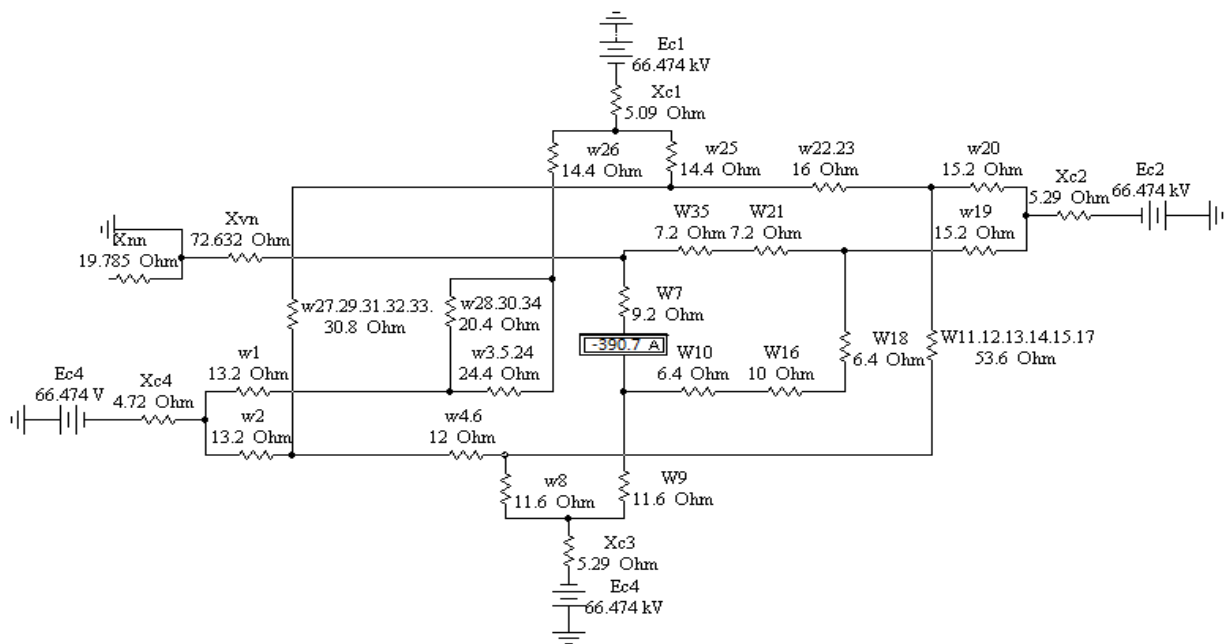 Ec1
66.474 kV
Xc1
5.09 Ohm
w26
14.4 Ohm
w25
14.4 Ohm
w22.23
16 Ohm
w20
15.2 Ohm
Xc2
5.29 Ohm
Ec2
66.474 kV
w19
15.2 Ohm
W35
7.2 Ohm
W21
7.2 Ohm
Xvn
72.632 Ohm
Xnn
19.785 Ohm
w27.29.31.32.33.
30.8 Ohm
w28.30.34
20.4 Ohm
W7
9.2 Ohm
-390.7 A
W18
6.4 Ohm
W11.12.13.14.15.17
53.6 Ohm
w3.5.24
24.4 Ohm
W10
6.4 Ohm
W16
10 Ohm
w1
13.2 Ohm
Ec4
66.474 V
Xc4
4.72 Ohm
w2
13.2 Ohm
w4.6
12 Ohm
w8
11.6 Ohm
W9
11.6 Ohm
Xc3
5.29 Ohm
Ec4
66.474 kV